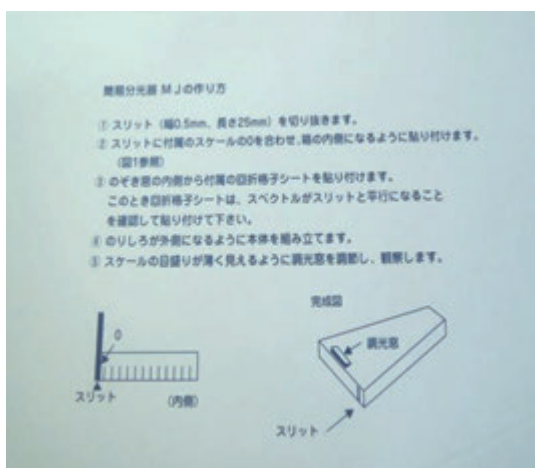 簡易分光器 MJの作り方
① スリット（幅0.5mm、長さ25mm）を切り抜きます。
② スリットに付属のスケールの0を合わせ、箱の内側になるように貼り付けます。
（図1参照）
③ のぞき窓の内側から付属の回折格子シートを貼り付けます。
このとき回折格子シートは、スペクトルがスリットと平行になること
を確認して貼り付けて下さい。
④ のりしろが外側になるように本体を組み立てます。
⑤ スケールの目盛りが薄く見えるように調光窓を調節し、観察します。
完成図
0
調光窓
スリット
（内側）
スリット